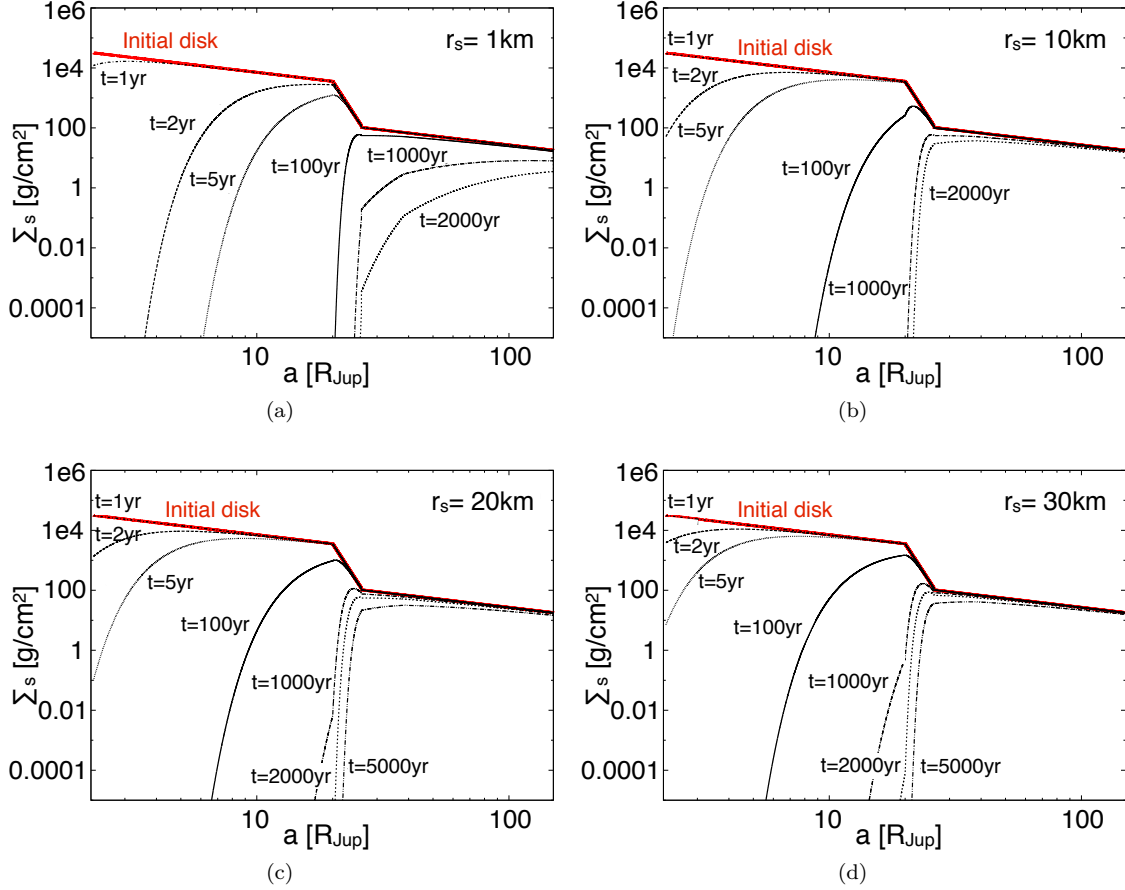 1e6
1e4
100
1
0.01
0.0001
Σs [g/cm²]
Initial disk
rs= 1km
t=1yr
t=2yr
t=5yr
t=100yr
t=1000yr
t=2000yr
10
100
a [RJup]
(a)
1e6
1e4
100
1
0.01
0.0001
Σs [g/cm²]
t=1yr
Initial disk
rs= 10km
t=2yr
t=5yr
t=100yr
t=2000yr
t=1000yr
10
100
a [RJup]
(b)
1e6
1e4
100
1
0.01
0.0001
Σs [g/cm²]
t=1yr
Initial disk
rs= 20km
t=2yr
t=5yr
t=100yr
t=1000yr
t=2000yr
t=5000yr
10
100
a [RJup]
(c)
1e6
1e4
100
1
0.01
0.0001
Σs [g/cm²]
t=1yr
Initial disk
rs= 30km
t=2yr
t=5yr
t=100yr
t=1000yr
t=2000yr
t=5000yr
10
100
a [RJup]
(d)